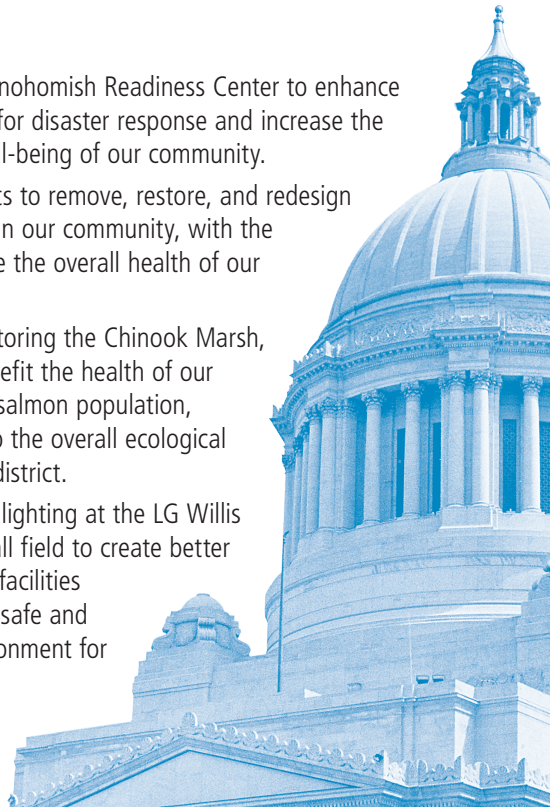 nohomish Readiness Center to enhance
for disaster response and increase the
l-being of our community.
ts to remove, restore, and redesign
n our community, with the
e the overall health of our
toring the Chinook Marsh,
efit the health of our
salmon population,
o the overall ecological
district.
lighting at the LG Willis
all field to create better
facilities
safe and
onment for